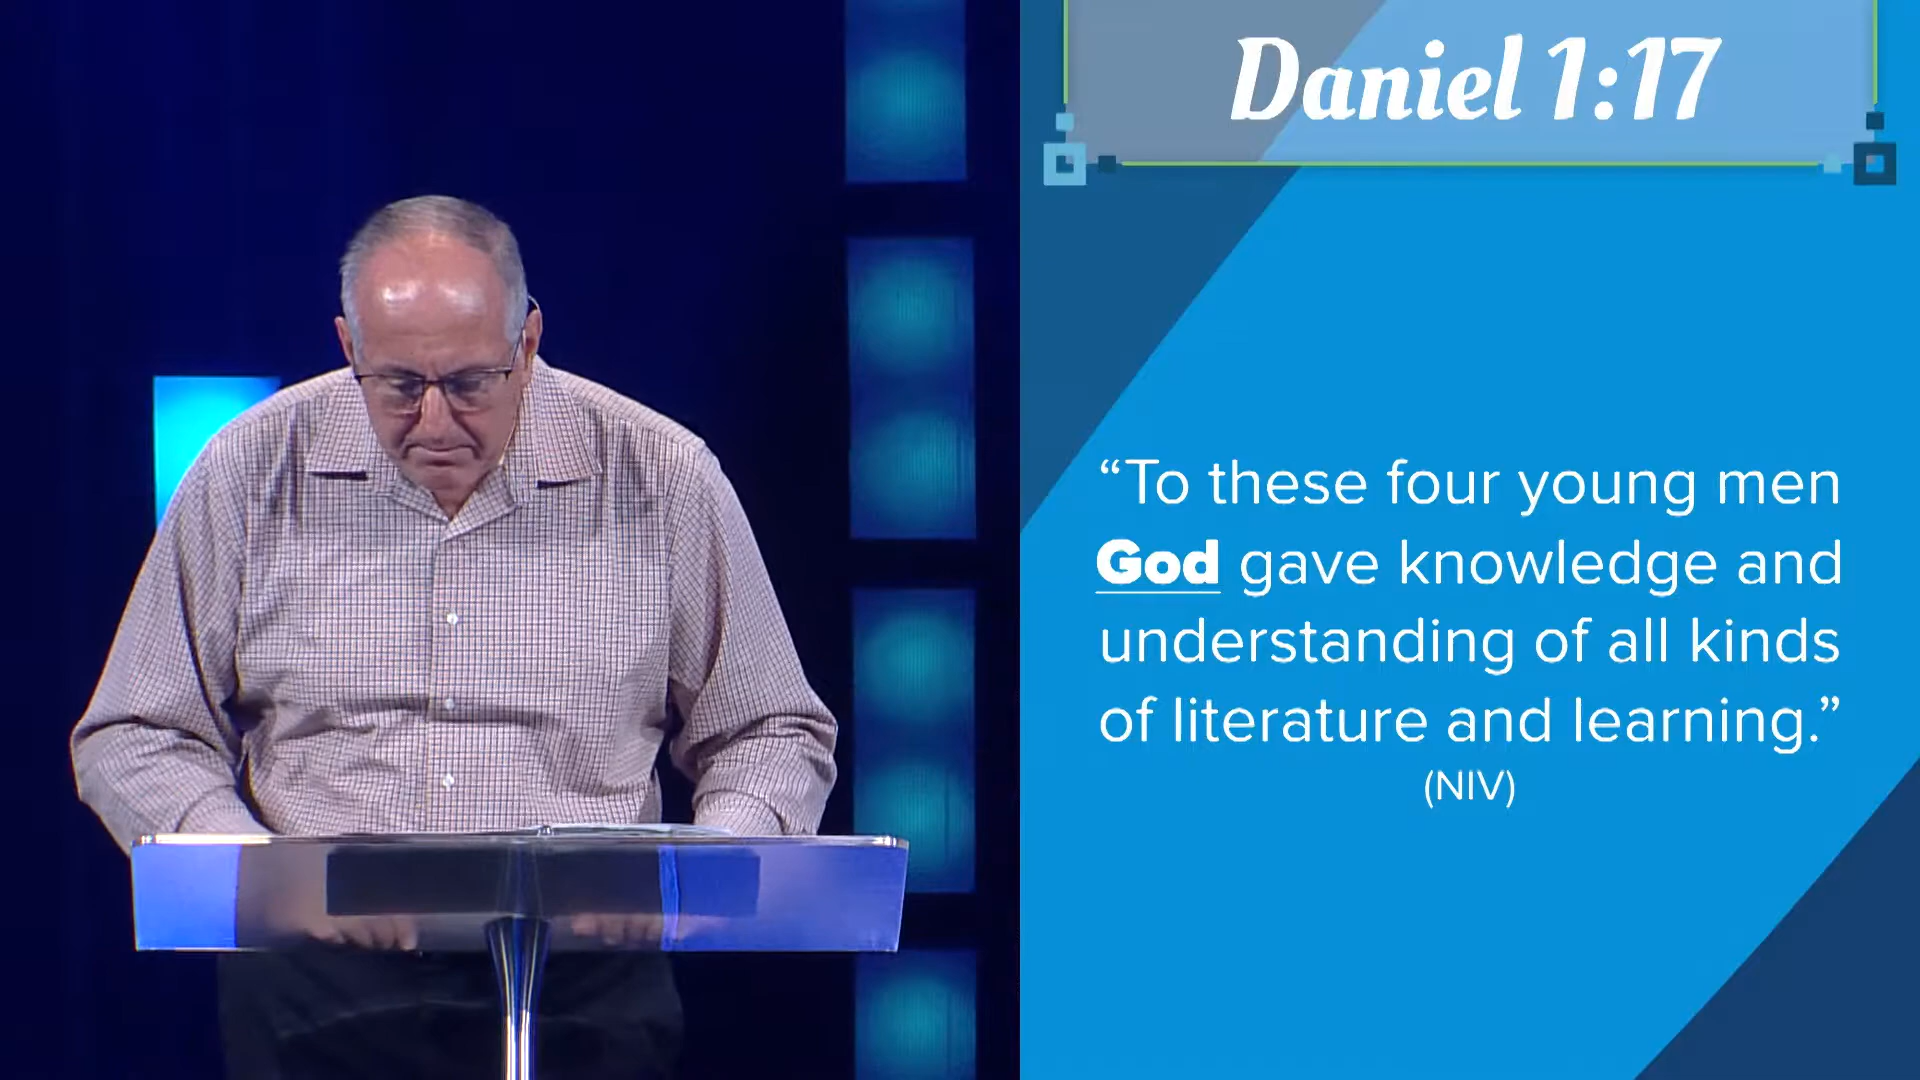 Daniel 1:17
“To these four young men
God gave knowledge and
understanding of all kinds
of literature and learning.”
(NIV)